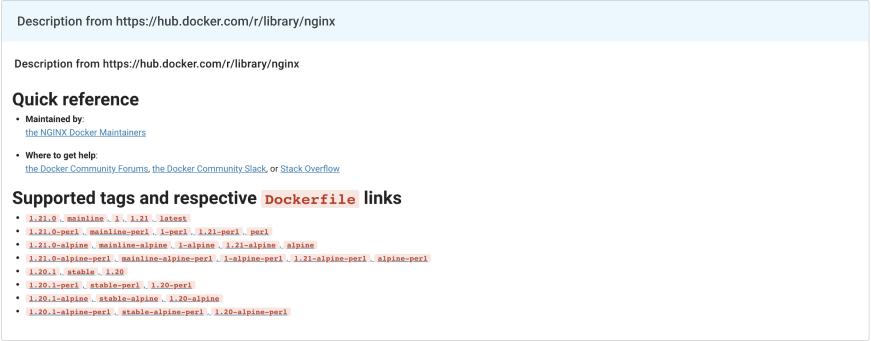 Description from https://hub.docker.com/r/library/nginx
Description from https://hub.docker.com/r/library/nginx
Quick reference
• Maintained by:
the NGINX Docker Maintainers
• Where to get help:
the Docker Community Forums, the Docker Community Slack, or Stack Overflow
Supported tags and respective Dockerfile links
• 1.21.0, mainline, 1, 1.21, latest
• 1.21.0-perl, mainline-perl, 1-perl, 1.21-perl, perl
• 1.21.0-alpine, mainline-alpine, 1-alpine, 1.21-alpine, alpine
• 1.21.0-alpine-perl, mainline-alpine-perl, 1-alpine-perl, 1.21-alpine-perl, alpine-perl
• 1.20.1, stable, 1.20
• 1.20.1-perl, stable-perl, 1.20-perl
• 1.20.1-alpine, stable-alpine, 1.20-alpine
• 1.20.1-alpine-perl, stable-alpine-perl, 1.20-alpine-perl